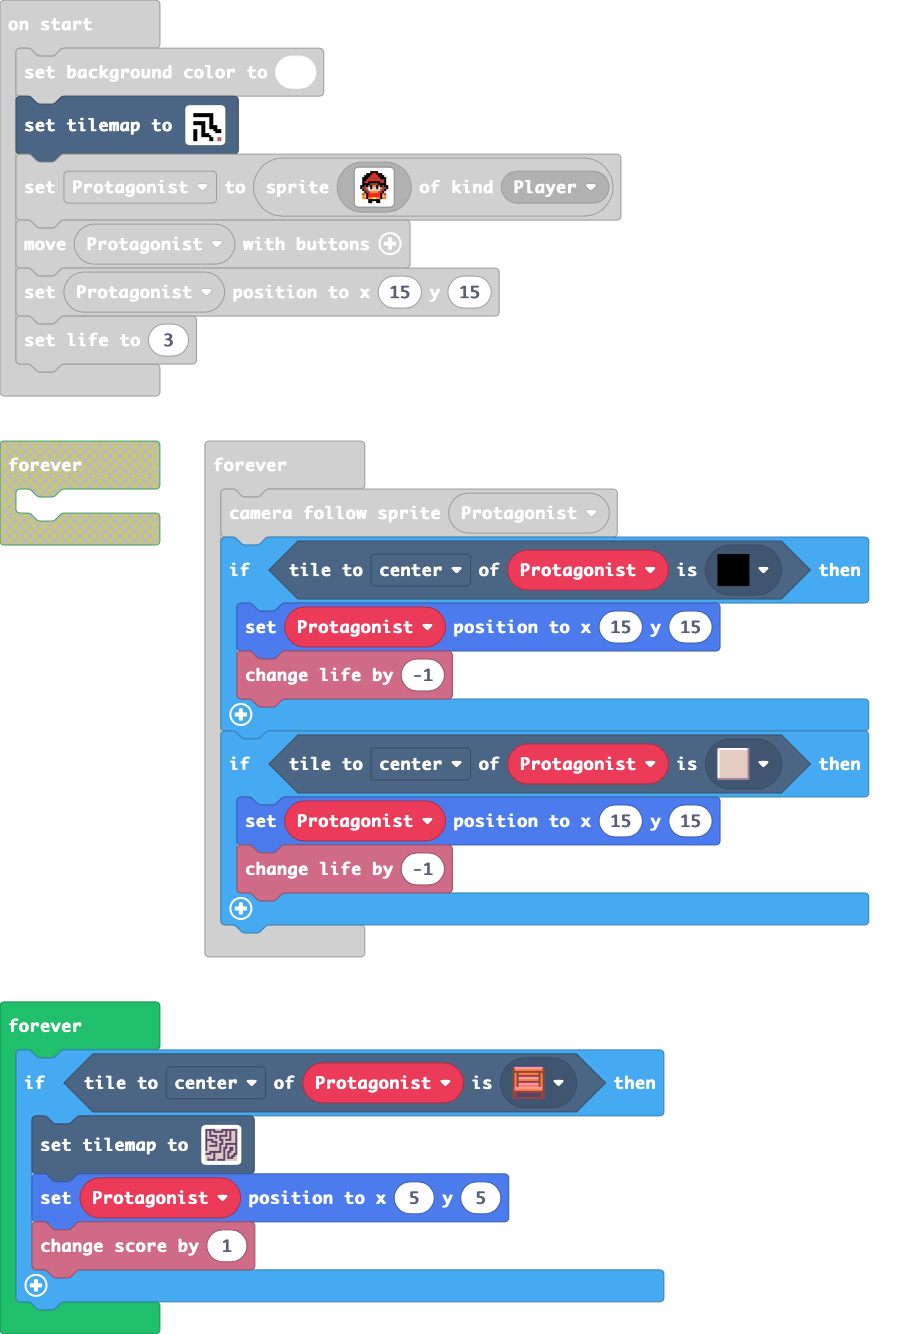 on start
set background color to
set tilemap to
set Protagonist to sprite of kind Player
move Protagonist with buttons
set Protagonist position to x 15 y 15
set life to 3
forever
forever
camera follow sprite Protagonist
if tile to center of Protagonist is then
set Protagonist position to x 15 y 15
change life by -1
if tile to center of Protagonist is then
set Protagonist position to x 15 y 15
change life by -1
forever
if tile to center of Protagonist is then
set tilemap to
set Protagonist position to x 5 y 5
change score by 1